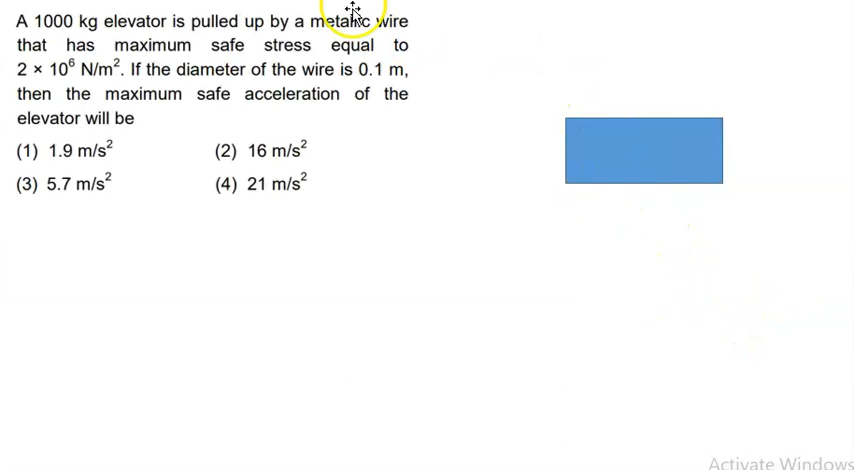 A 1000 kg elevator is pulled up by a metallic wire
that has maximum safe stress equal to
2 × 10⁶ N/m². If the diameter of the wire is 0.1 m,
then the maximum safe acceleration of the
elevator will be
(1) 1.9 m/s² (2) 16 m/s²
(3) 5.7 m/s² (4) 21 m/s²
Activate Windows